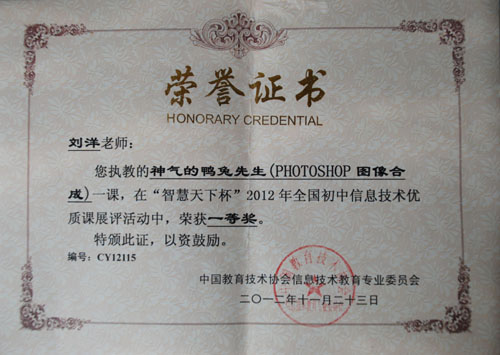 荣誉证书
HONORARY CREDENTIAL
刘洋老师：
您执教的神气的鸭兔先生(PHOTOSHOP 图像合
成)一课，在“智慧天下杯”2012 年全国初中信息技术优
质课展评活动中，荣获一等奖。
特颁此证，以资鼓励。
编号：CY12115
中国教育技术协会信息技术教育专业委员会
二〇一二年十一月二十三日